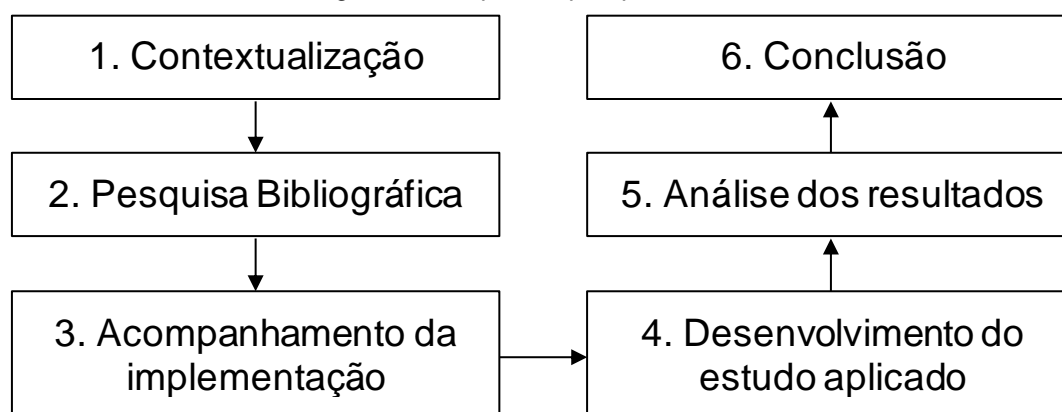 1. Contextualização
2. Pesquisa Bibliográfica
3. Acompanhamento da
implementação
4. Desenvolvimento do
estudo aplicado
5. Análise dos resultados
6. Conclusão